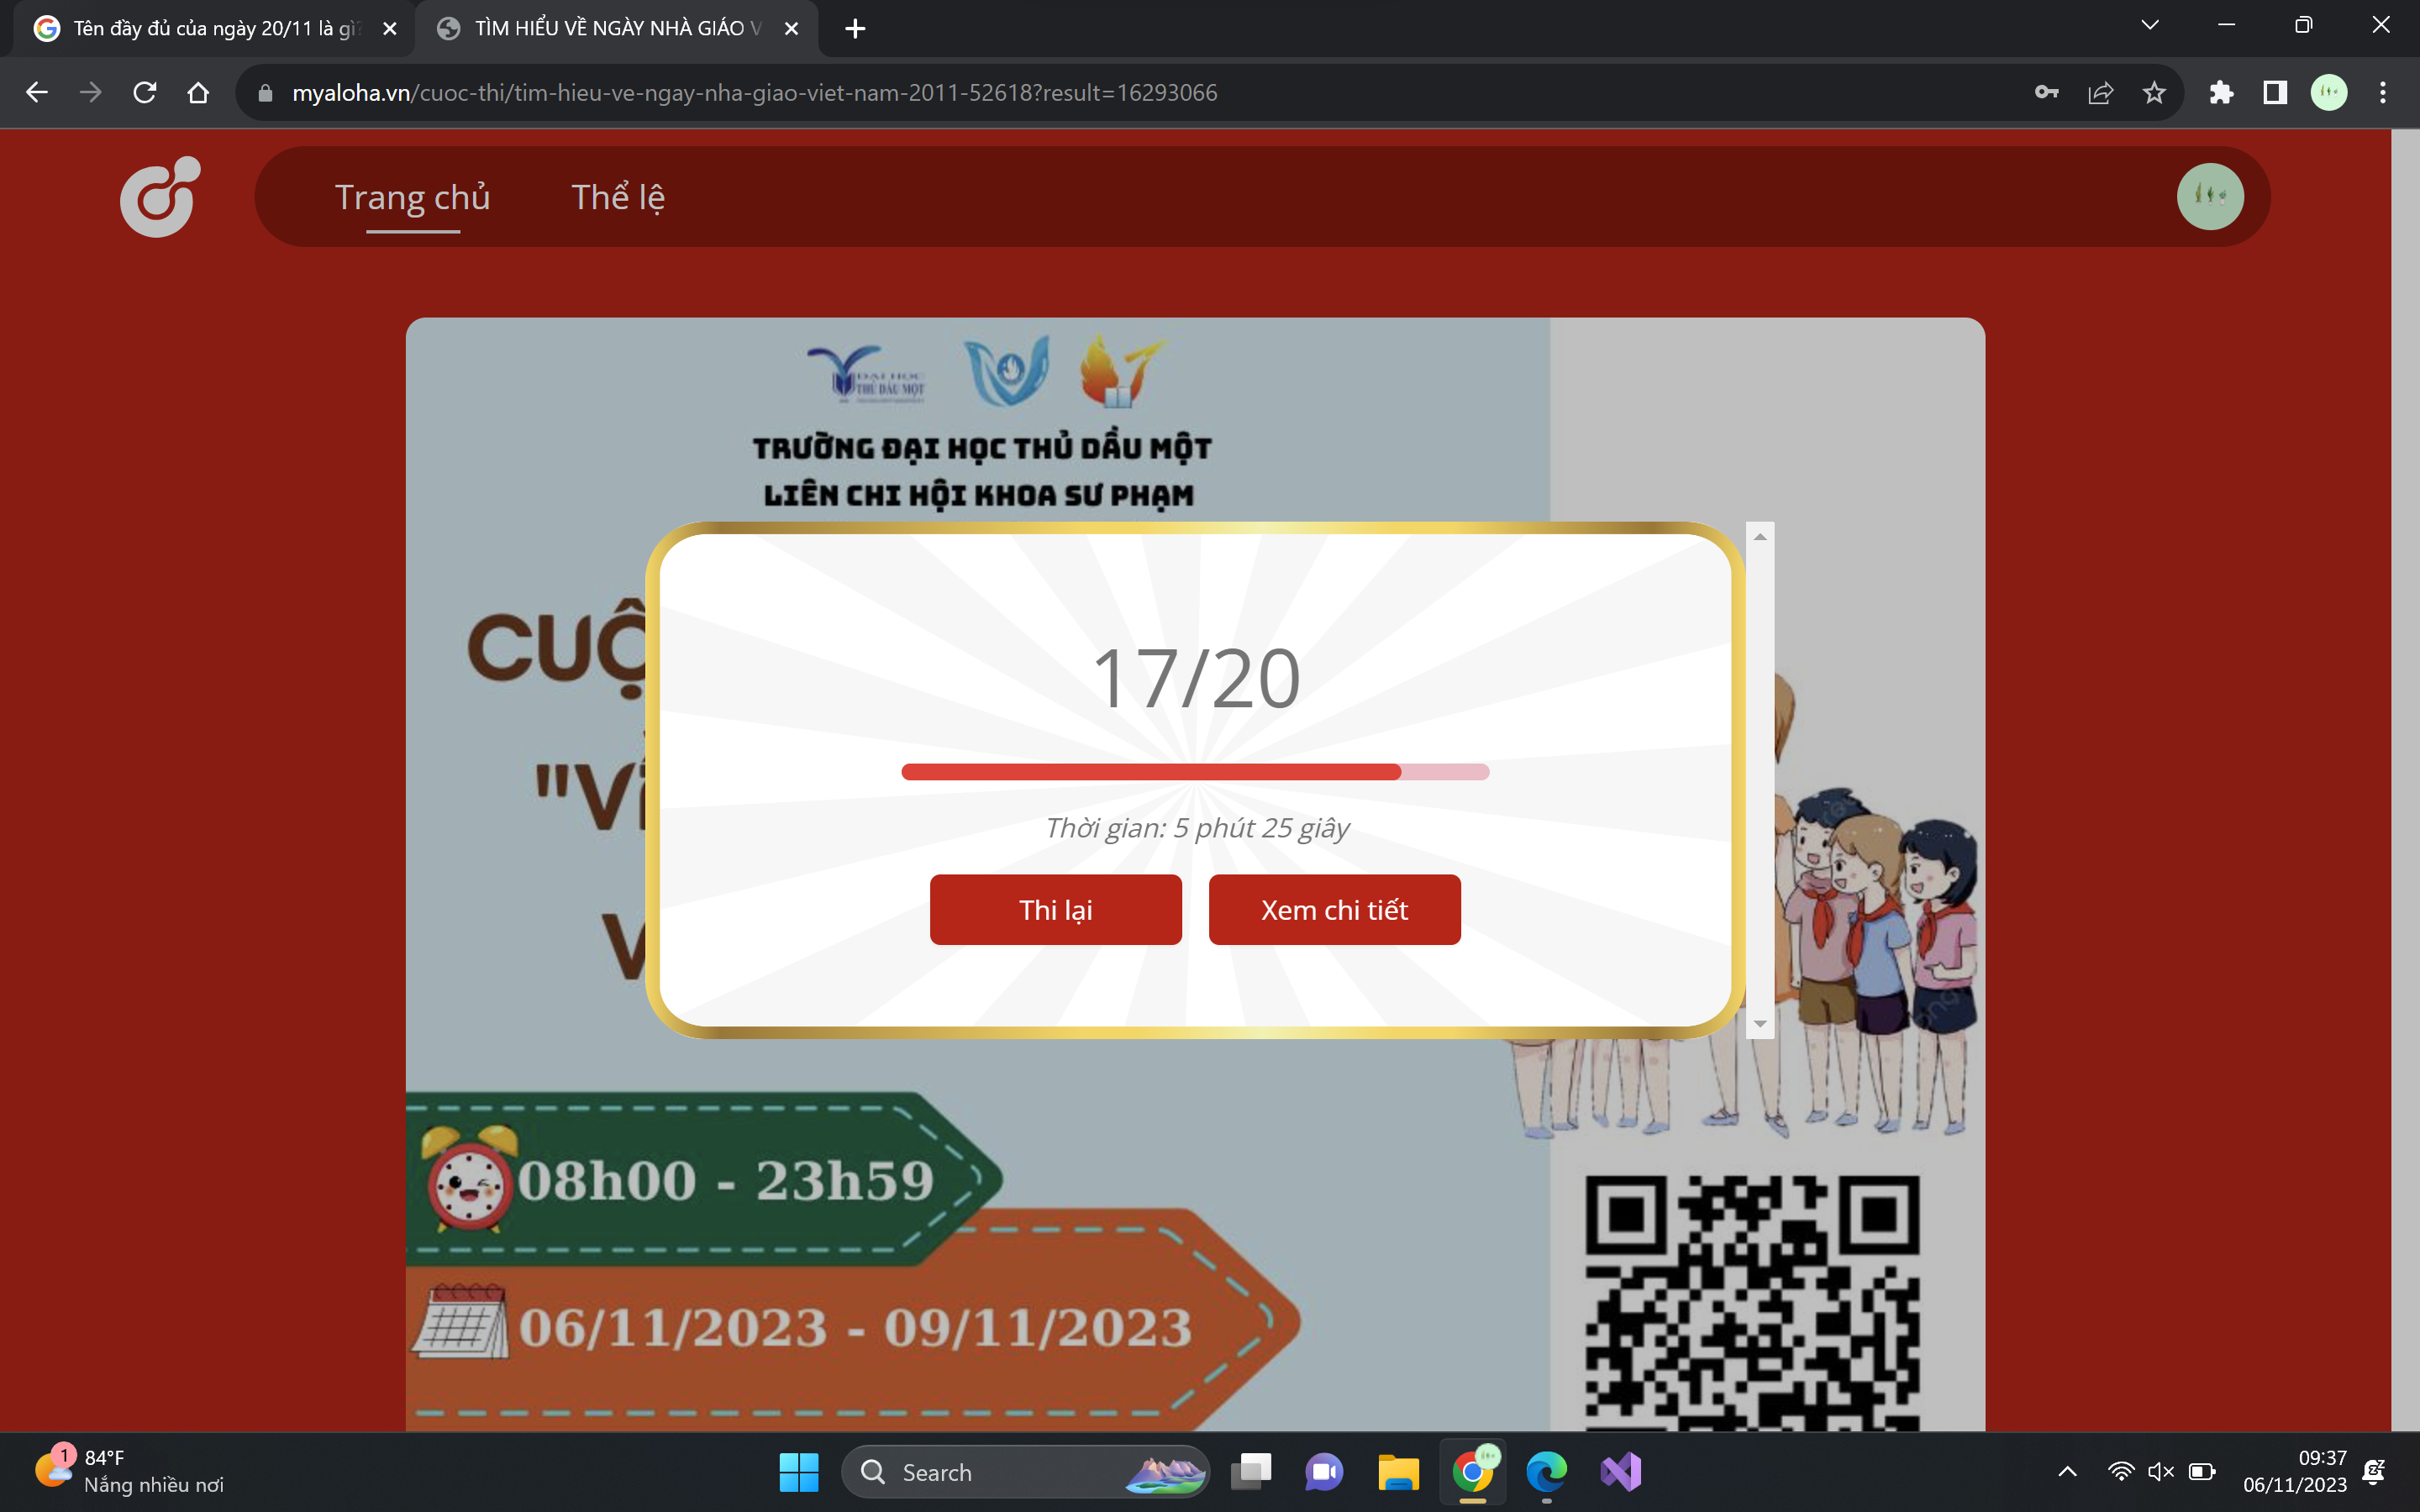 Tên đầy đủ của ngày 20/11 là gì?
TÌM HIỂU VỀ NGÀY NHÀ GIÁO V
myaloha.vn/cuoc-thi/tim-hieu-ve-ngay-nha-giao-viet-nam-2011-52618?result=16293066
Trang chủ
Thể lệ
ĐẠI HỌC
THỦ DẦU MỘT
TRƯỜNG ĐẠI HỌC THỦ DẦU MỘT
LIÊN CHI HỘI KHOA SƯ PHẠM
CUỘ
"Vì
V
17/20
Thời gian: 5 phút 25 giây
Thi lại
Xem chi tiết
08h00 - 23h59
06/11/2023 - 09/11/2023
1
84°F
Nắng nhiều nơi
Search
09:37
06/11/2023